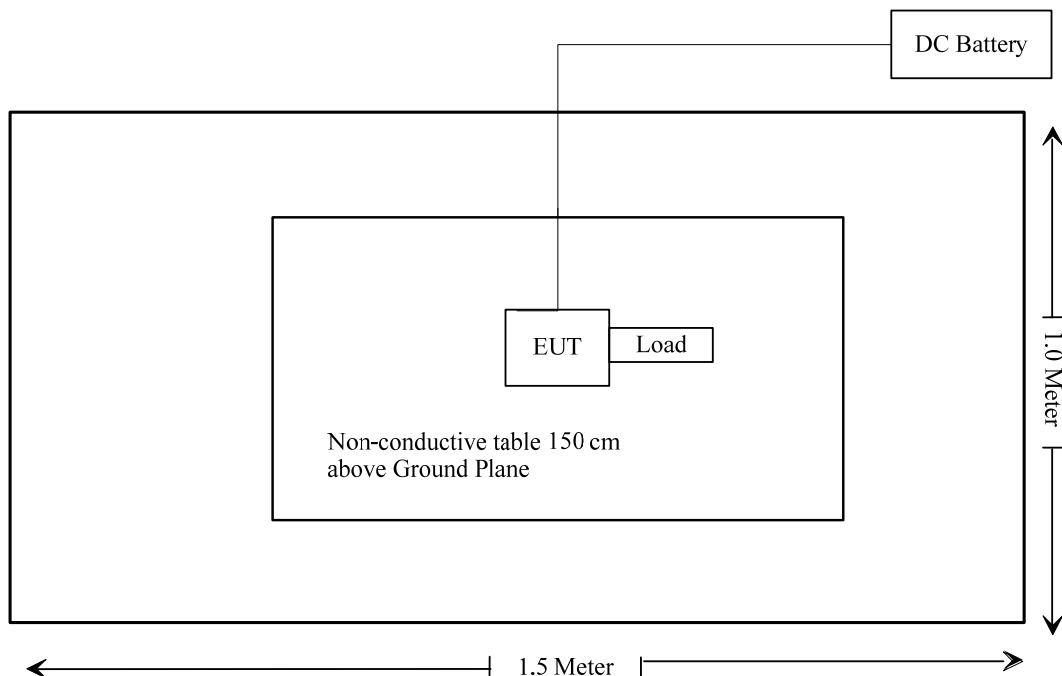 DC Battery
EUT
Load
Non-conductive table 150 cm
above Ground Plane
1.0 Meter
1.5 Meter